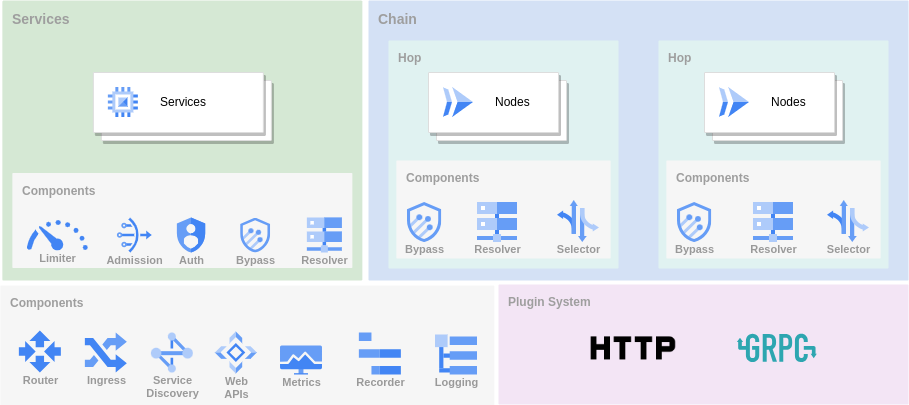 Services
Services
Components
Limiter
Admission
Auth
Bypass
Resolver
Chain
Hop
Nodes
Components
Bypass
Resolver
Selector
Hop
Nodes
Components
Bypass
Resolver
Selector
Components
Router
Ingress
Service
Discovery
Web
APIs
Metrics
Recorder
Logging
Plugin System
HTTP
GRPC